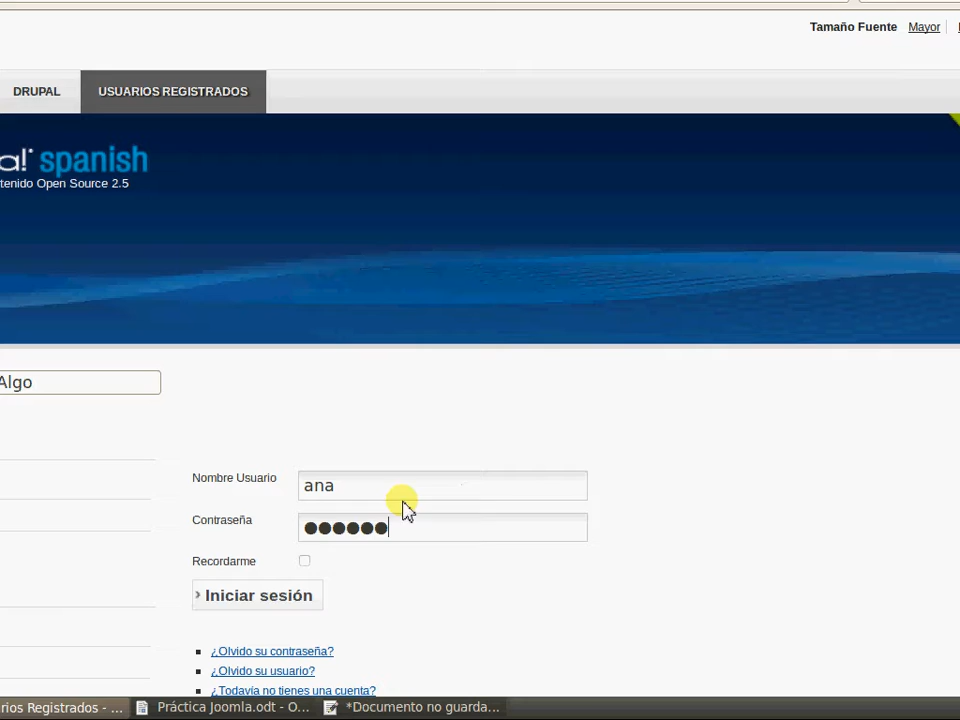 Tamaño Fuente Mayor
DRUPAL USUARIOS REGISTRADOS
a! spanish
tenido Open Source 2.5
Algo
Nombre Usuario ana
Contraseña ●●●●●●
Recordarme
› Iniciar sesión
¿Olvido su contraseña?
¿Olvido su usuario?
¿Todavía no tienes una cuenta?
rios Registrados - ... Práctica Joomla.odt - O... *Documento no guarda...